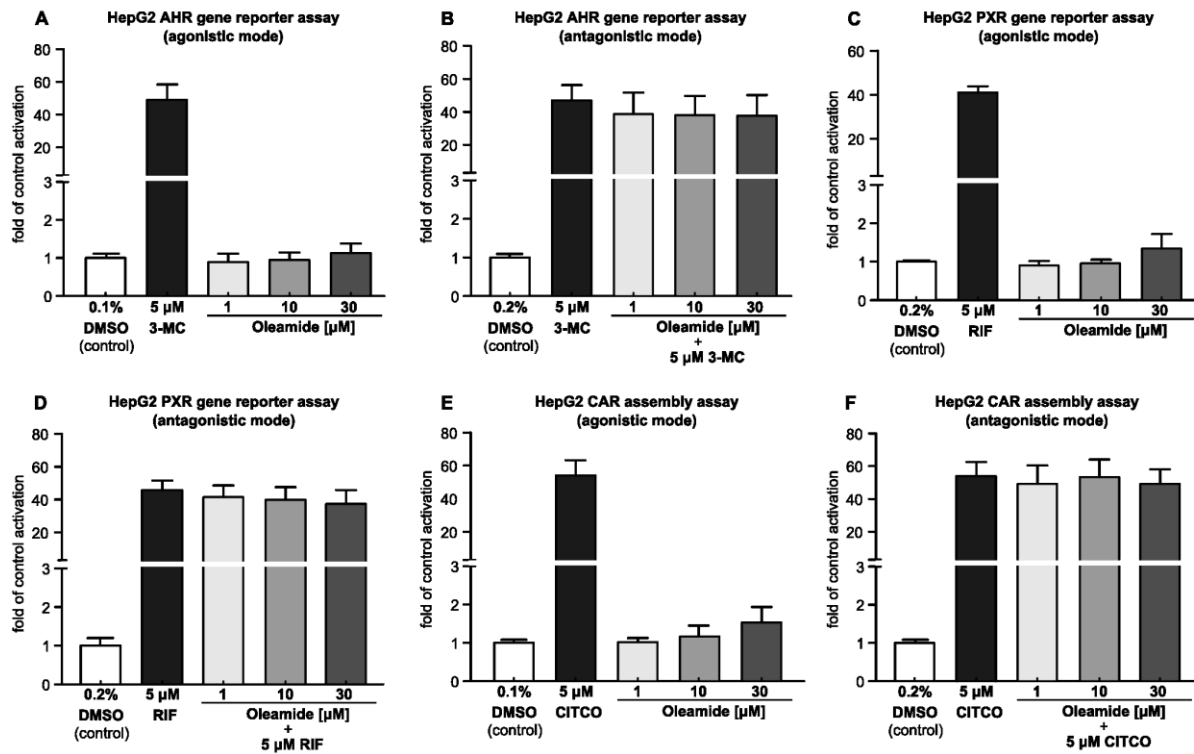 A
HepG2 AHR gene reporter assay
(agonistic mode)
fold of control activation
80
60
40
20
3
2
1
0
0.1% 5 µM 1 10 30
DMSO 3-MC Oleamide [µM]
(control)
B
HepG2 AHR gene reporter assay
(antagonistic mode)
fold of control activation
80
60
40
20
3
2
1
0
0.2% 5 µM 1 10 30
DMSO 3-MC Oleamide [µM]
(control) +
5 µM 3-MC
C
HepG2 PXR gene reporter assay
(agonistic mode)
fold of control activation
60
40
20
3
2
1
0
0.2% 5 µM 1 10 30
DMSO RIF Oleamide [µM]
(control)
D
HepG2 PXR gene reporter assay
(antagonistic mode)
fold of control activation
80
60
40
20
3
2
1
0
0.2% 5 µM 1 10 30
DMSO RIF Oleamide [µM]
(control) +
5 µM RIF
E
HepG2 CAR assembly assay
(agonistic mode)
fold of control activation
80
60
40
20
3
2
1
0
0.1% 5 µM 1 10 30
DMSO CITCO Oleamide [µM]
(control)
F
HepG2 CAR assembly assay
(antagonistic mode)
fold of control activation
80
60
40
20
3
2
1
0
0.2% 5 µM 1 10 30
DMSO CITCO Oleamide [µM]
(control) +
5 µM CITCO